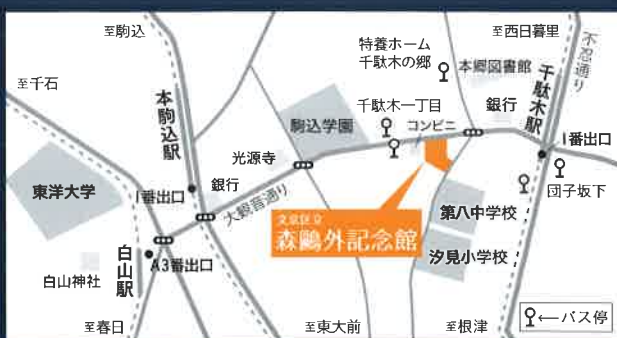 至駒込
至西日暮里
不忍通り
至千石
特養ホーム
千駄木の郷
本郷図書館
千駄木駅
本駒込駅
千駄木一丁目
銀行
駒込学園
コンビニ
1番出口
光源寺
東洋大学
1番出口
銀行
大観音通り
団子坂下
文京区立
森鷗外記念館
第八中学校
白山駅
A3番出口
汐見小学校
白山神社
至春日
至東大前
至根津
←バス停